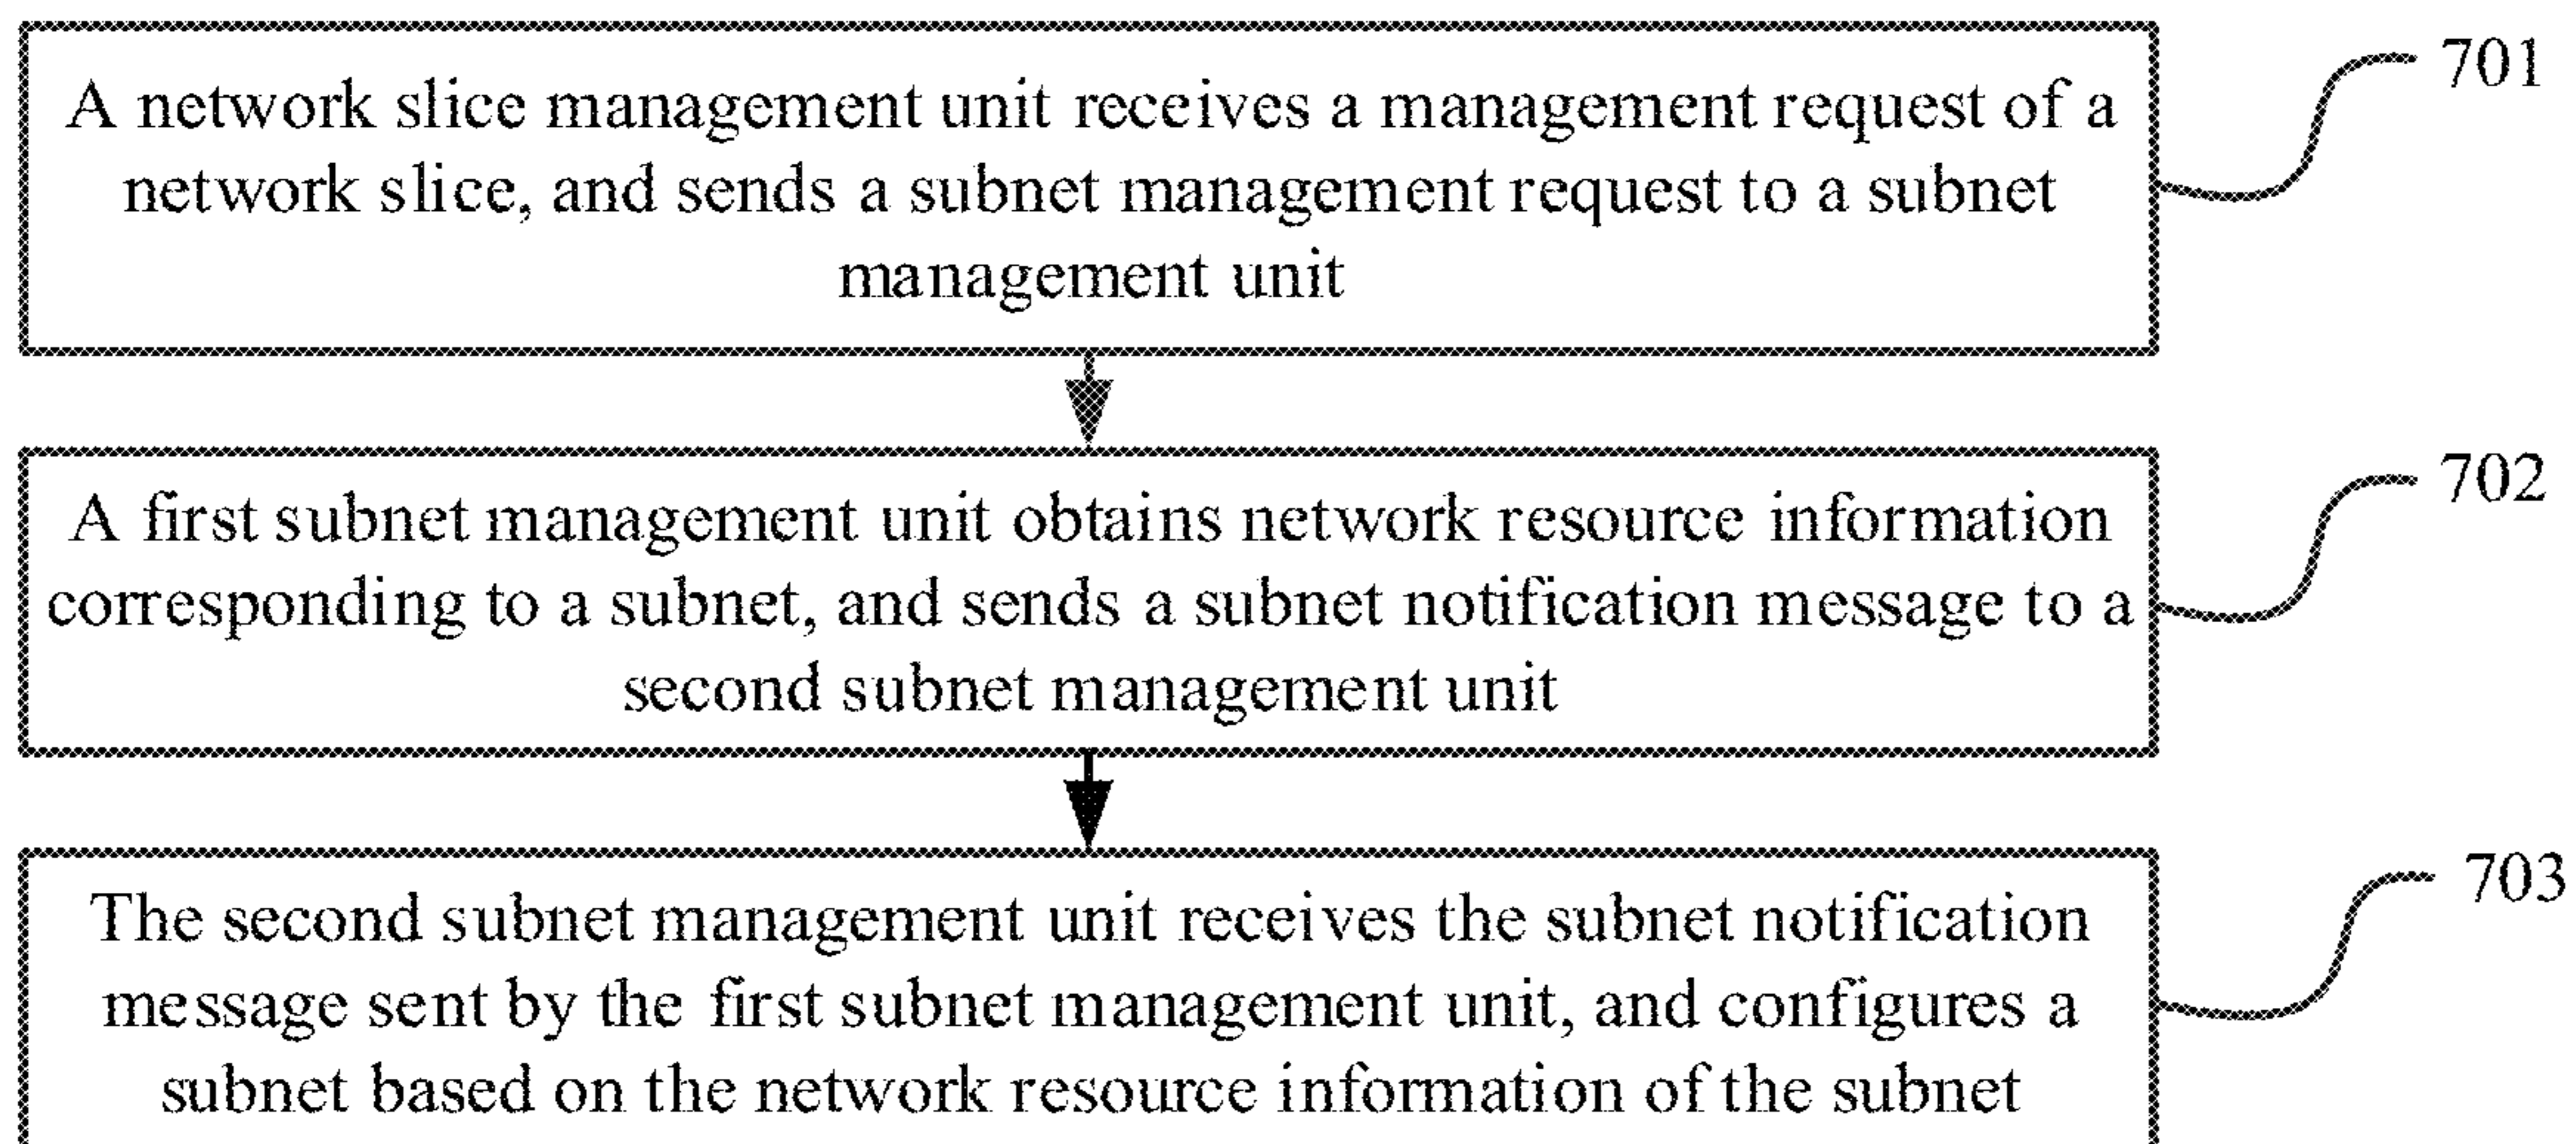 A network slice management unit receives a management request of a
network slice, and sends a subnet management request to a subnet
management unit
701
A first subnet management unit obtains network resource information
corresponding to a subnet, and sends a subnet notification message to a
second subnet management unit
702
The second subnet management unit receives the subnet notification
message sent by the first subnet management unit, and configures a
subnet based on the network resource information of the subnet
703